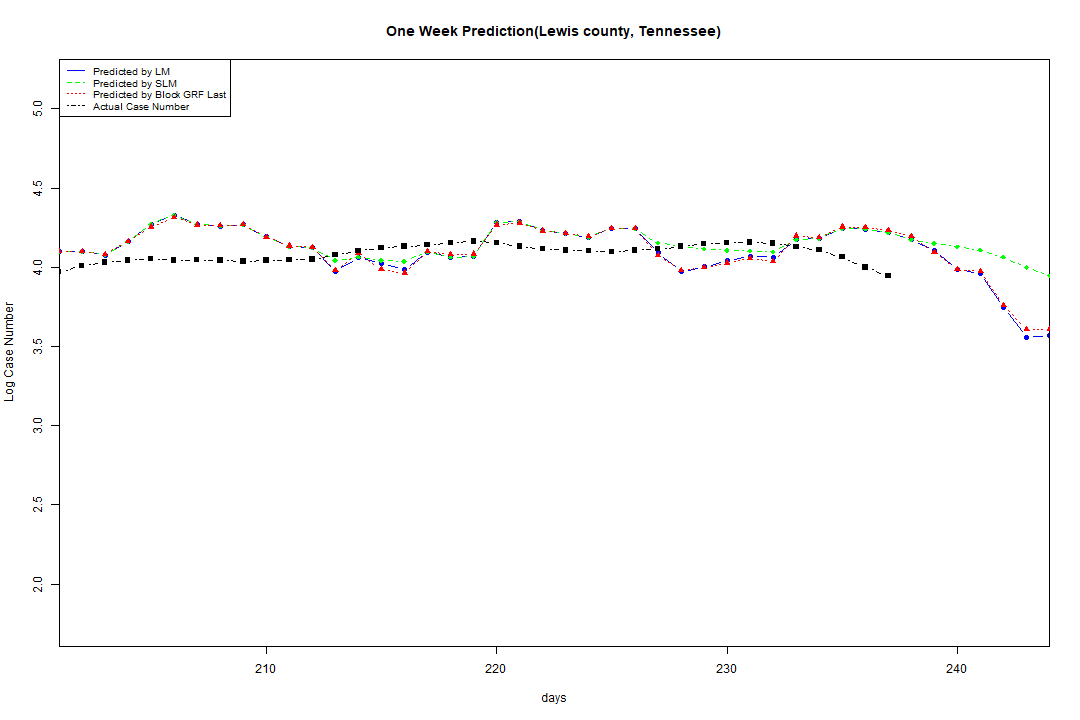 One Week Prediction(Lewis county, Tennessee)
Predicted by LM
Predicted by SLM
Predicted by Block GRF Last
Actual Case Number
5.0
4.5
4.0
3.5
3.0
2.5
2.0
Log Case Number
210
220
230
240
days